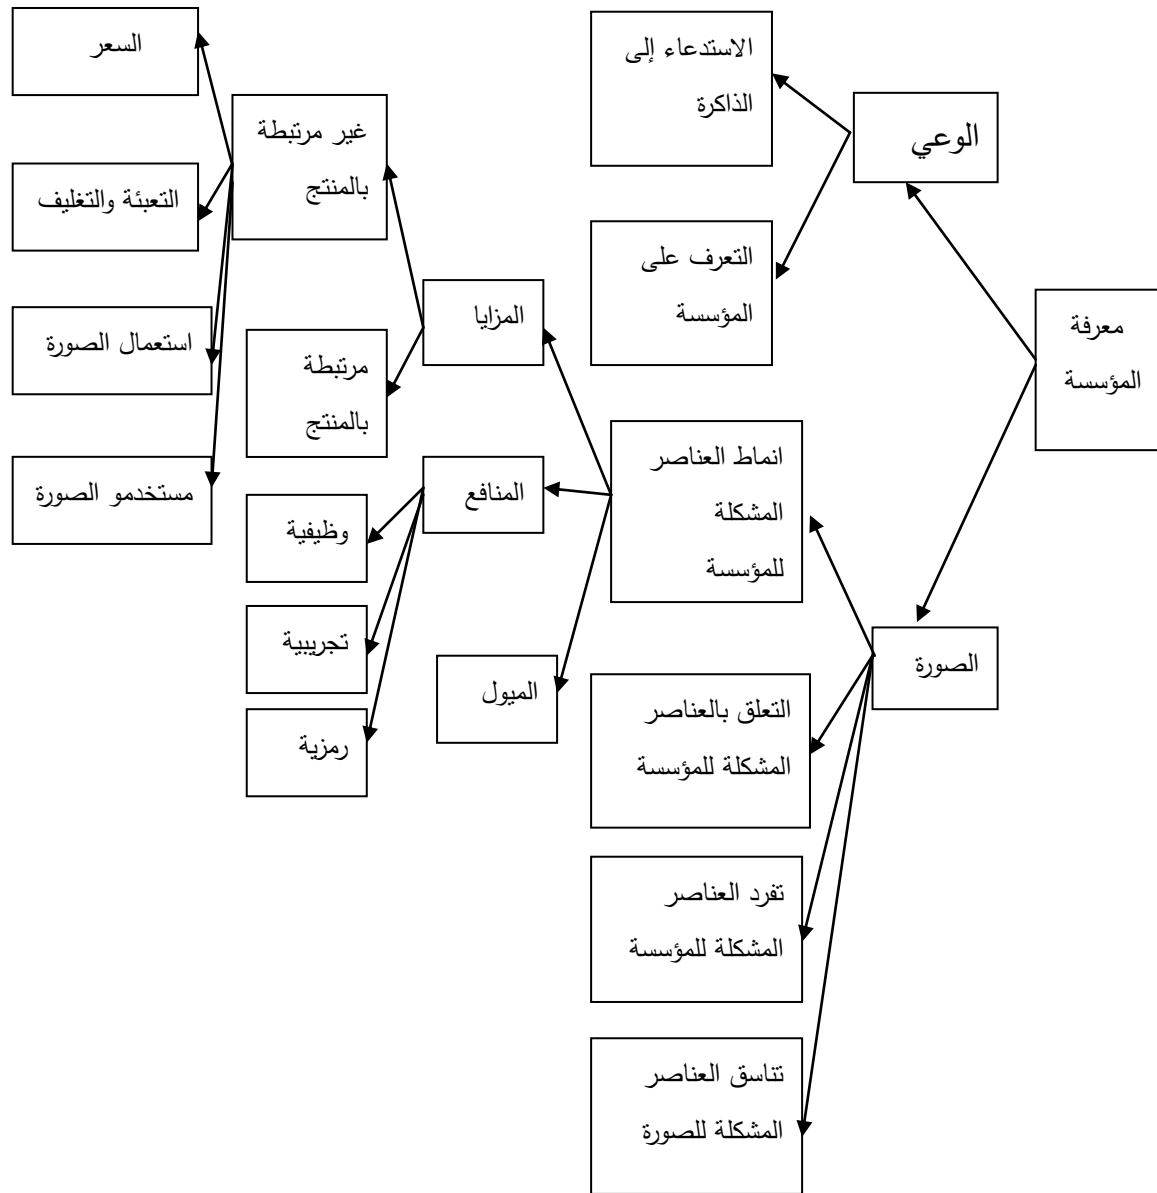 معرفة
المؤسسة
الوعي
الصورة
الاستدعاء إلى
الذاكرة
التعرف على
المؤسسة
انماط العناصر
المشكلة
للمؤسسة
التعلق بالعناصر
المشكلة للمؤسسة
تفرد العناصر
المشكلة للمؤسسة
تناسق العناصر
المشكلة للصورة
المزايا
المنافع
الميول
غير مرتبطة
بالمنتج
مرتبطة
بالمنتج
وظيفية
تجريبية
رمزية
السعر
التعبئة والتغليف
استعمال الصورة
مستخدمو الصورة